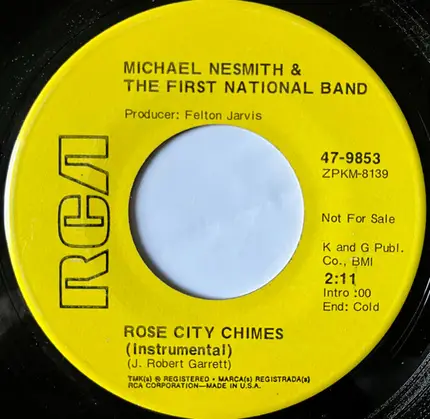 MICHAEL NESMITH &
THE FIRST NATIONAL BAND
Producer: Felton Jarvis
RCA
47-9853
ZPKM-8139
Not For Sale
K and G Publ.
Co., BMI
2:11
Intro :00
End: Cold
ROSE CITY CHIMES
(Instrumental)
(J. Robert Garrett)
TMK(s) ® REGISTERED • MARCA(s) REGISTRADA(s)
RCA CORPORATION—MADE IN U.S.A.